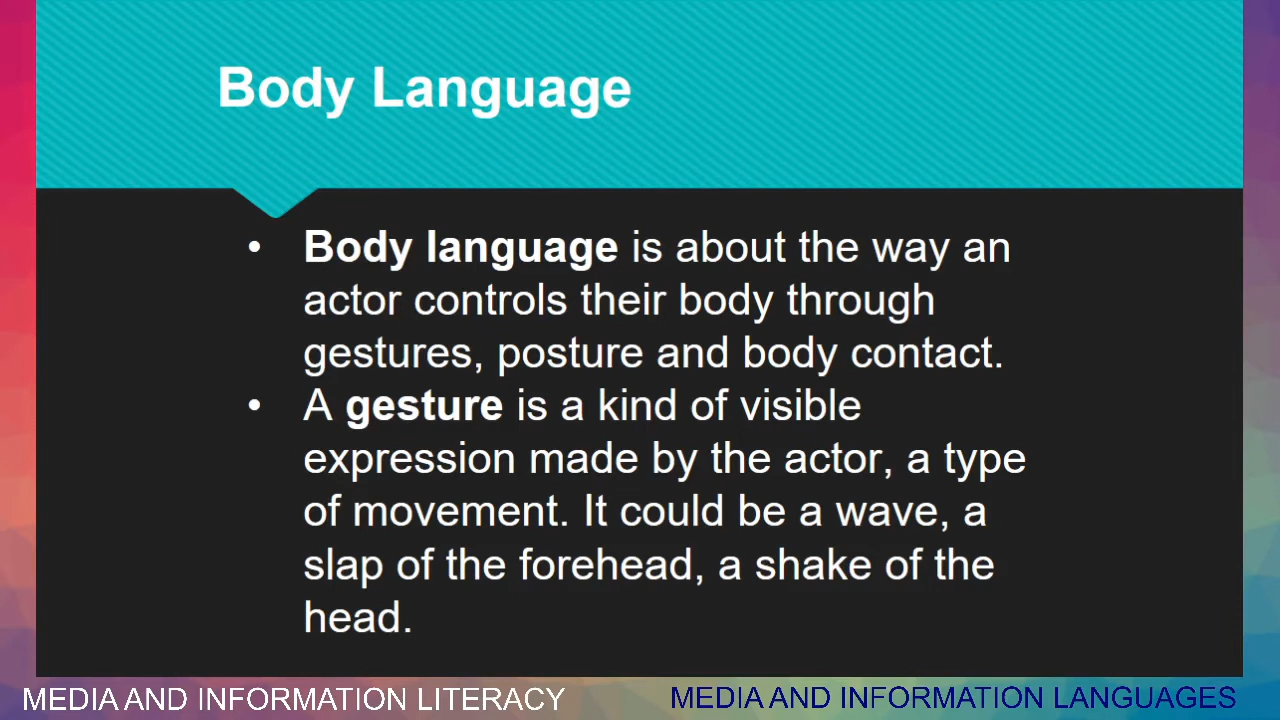 Body Language
• Body language is about the way an
actor controls their body through
gestures, posture and body contact.
• A gesture is a kind of visible
expression made by the actor, a type
of movement. It could be a wave, a
slap of the forehead, a shake of the
head.
MEDIA AND INFORMATION LITERACY
MEDIA AND INFORMATION LANGUAGES